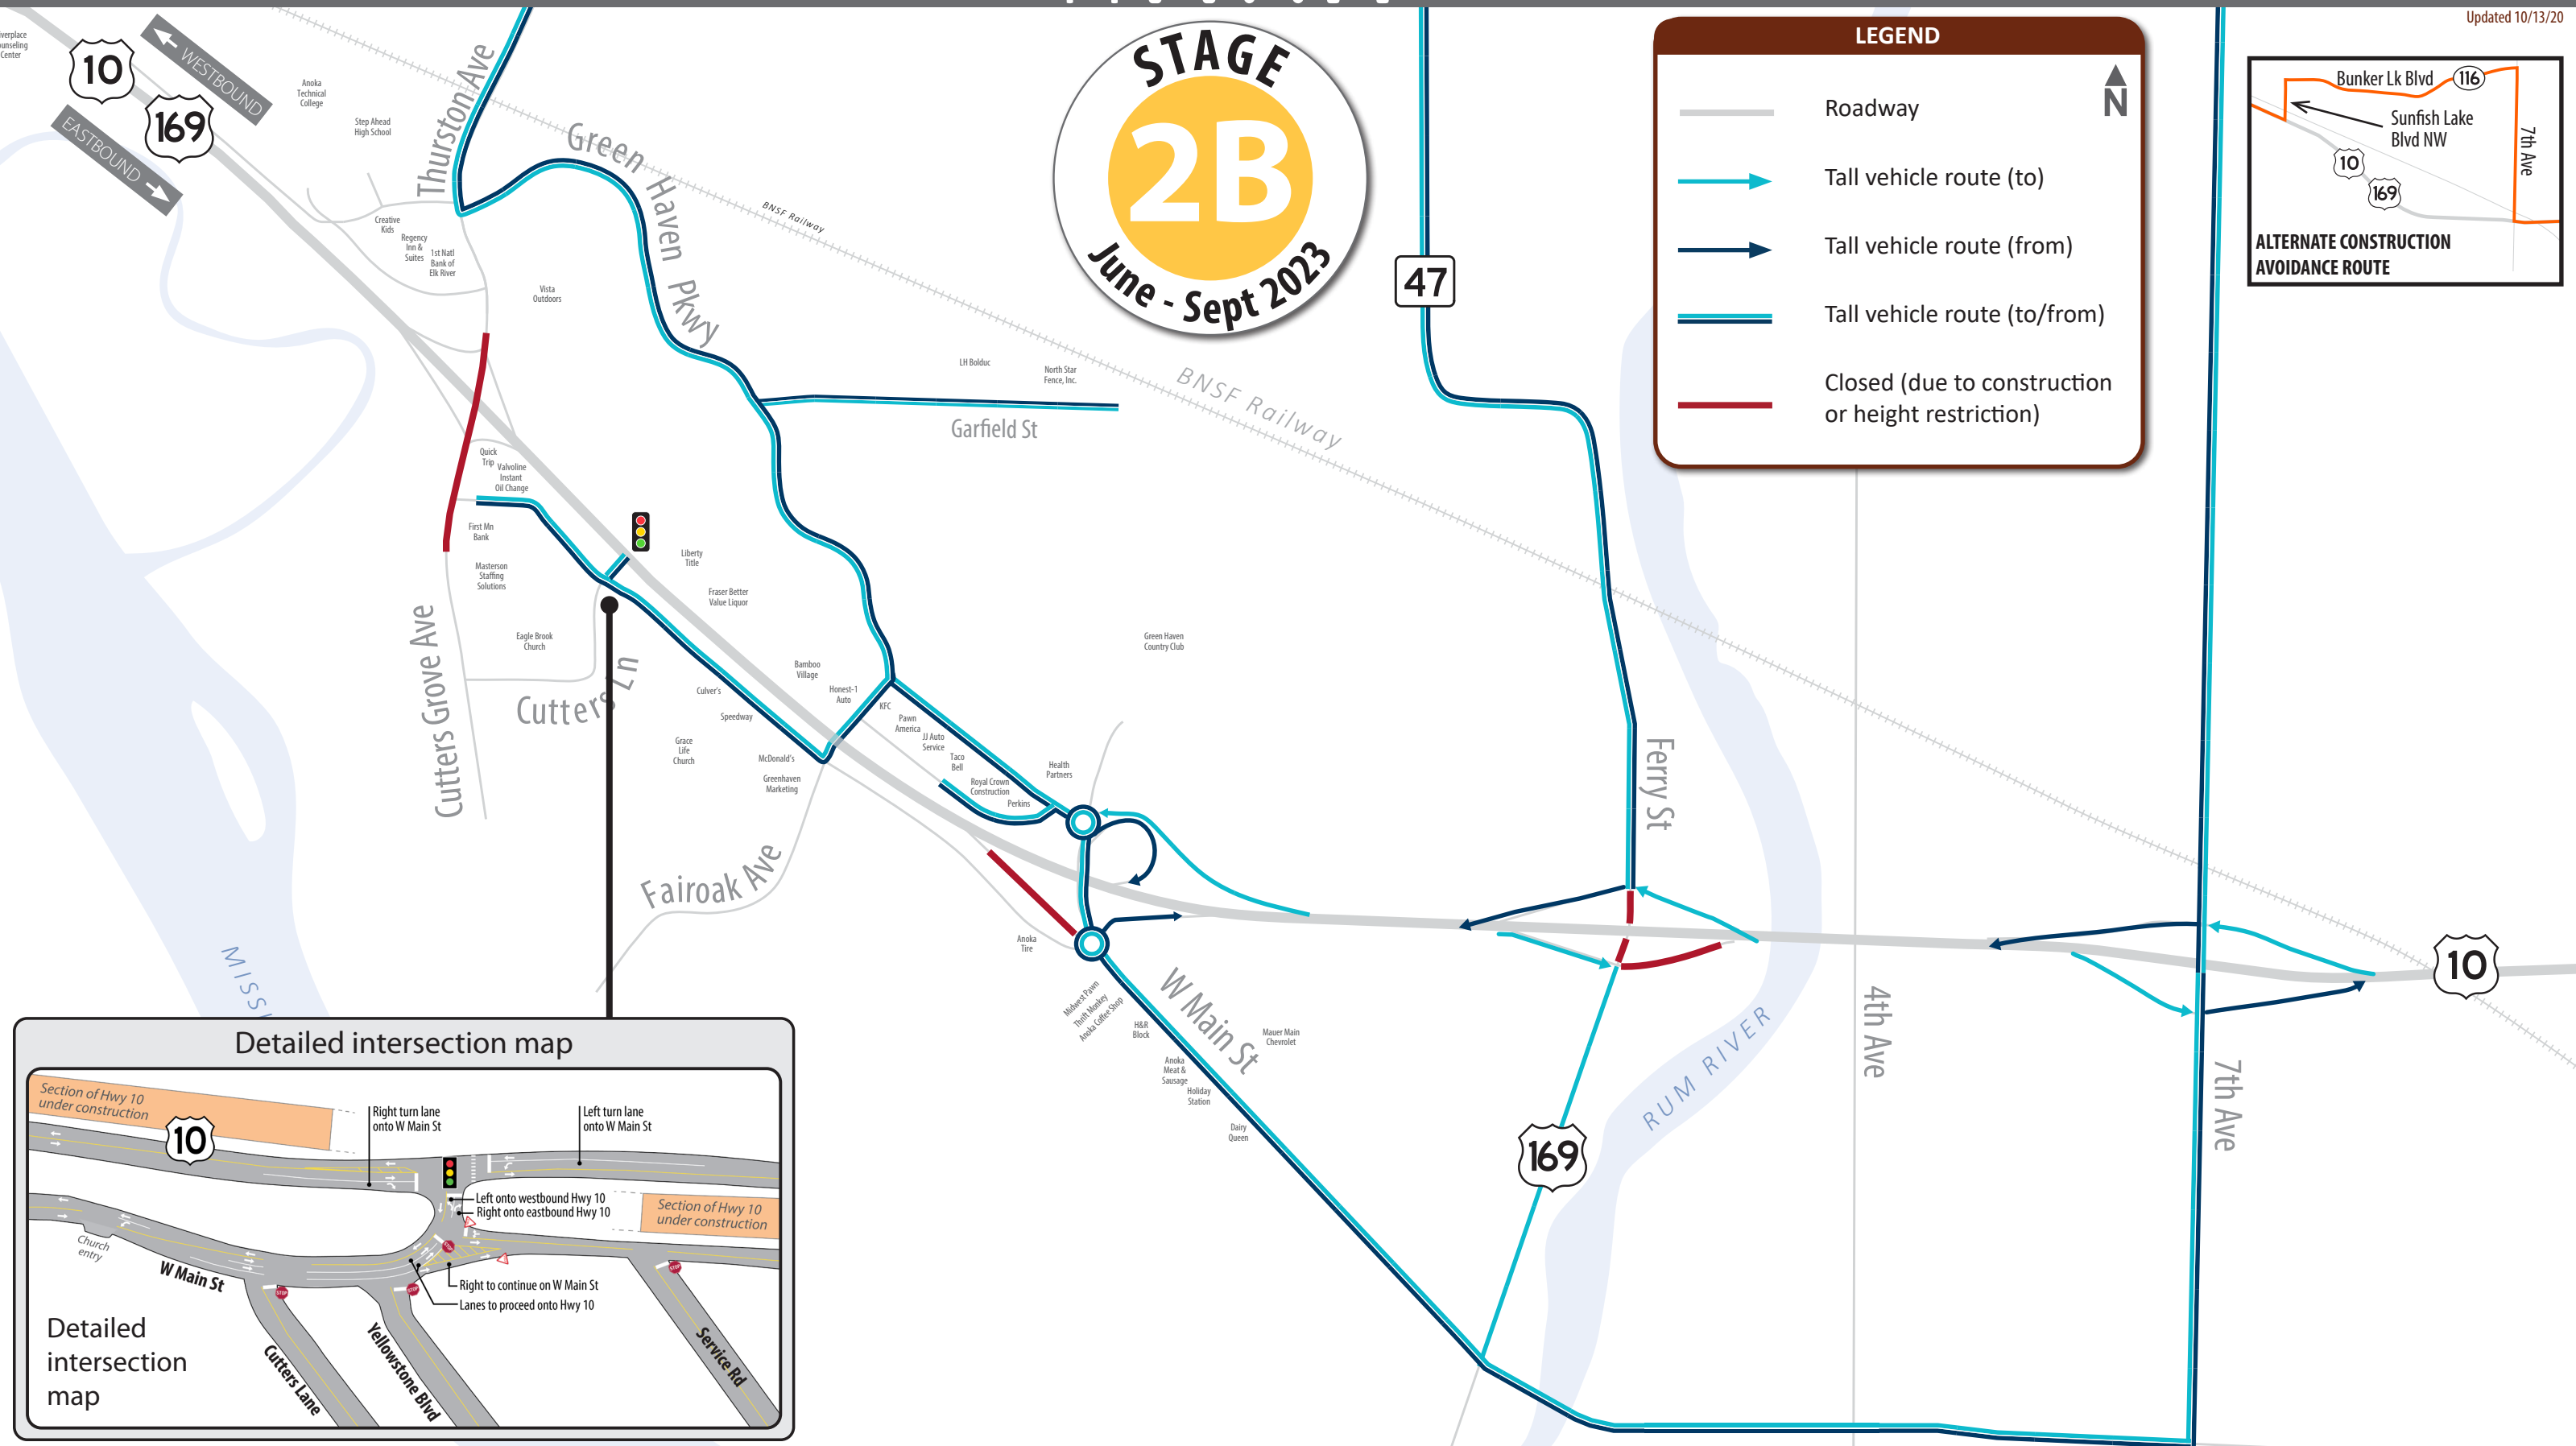 Updated 10/13/20
10
169
WESTBOUND
EASTBOUND
Anoka
Technical
College
Step Ahead
High School
Thurston Ave
Creative
Kids
Regency
Inn &
Suites
1st Natl
Bank of
Elk River
Vista
Outdoors
Green Haven Pkwy
BNSF Railway
STAGE
2B
June - Sept 2023
47
LEGEND
N
Roadway
Tall vehicle route (to)
Tall vehicle route (from)
Tall vehicle route (to/from)
Closed (due to construction
or height restriction)
Bunker Lk Blvd
116
Sunfish Lake
Blvd NW
7th Ave
10
169
ALTERNATE CONSTRUCTION
AVOIDANCE ROUTE
LH Bolduc
North Star
Fence, Inc.
BNSF Railway
Garfield St
Quick
Trip
Valvoline
Instant
Oil Change
First Mn
Bank
Masterson
Staffing
Solutions
Liberty
Title
Fraser Better
Value Liquor
Eagle Brook
Church
Cutters Grove Ave
Cutters Ln
Bamboo
Village
Honest-1
Auto
KFC
Culver's
Speedway
Pawn
America
JJ Auto
Service
Taco
Bell
Grace
Life
Church
McDonald's
Greenhaven
Marketing
Royal Crown
Construction
Perkins
Health
Partners
Green Haven
Country Club
Ferry St
Fairoak Ave
Anoka
Tire
Midwest Pawn
Thrift Monkey
Anoka Coffee Shop
H&R
Block
W Main St
Mauer Main
Chevrolet
Anoka
Meat &
Sausage
Holiday
Station
Dairy
Queen
169
RUM RIVER
4th Ave
7th Ave
10
MISSI
Detailed intersection map
Section of Hwy 10
under construction
10
Right turn lane
onto W Main St
Left turn lane
onto W Main St
Left onto westbound Hwy 10
Right onto eastbound Hwy 10
Section of Hwy 10
under construction
Church
entry
W Main St
Right to continue on W Main St
Lanes to proceed onto Hwy 10
STOP
STOP
STOP
Cutters Lane
Yellowstone Blvd
Service Rd
Detailed
intersection
map